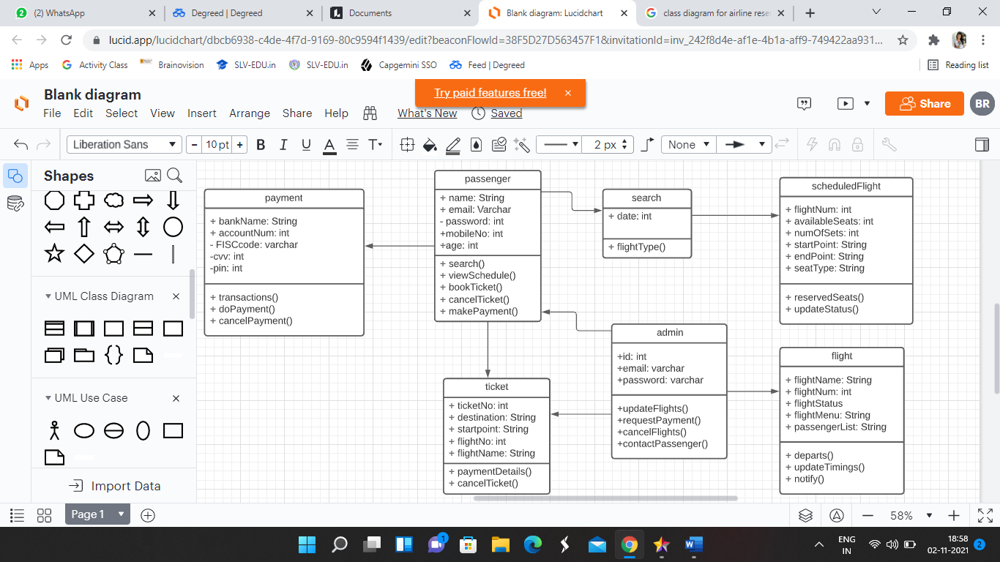 (2) WhatsApp
Degreed | Degreed
Documents
Blank diagram: Lucidchart
class diagram for airline rese
lucid.app/lucidchart/dbcb6938-c4de-4f7d-9169-80c9594f1439/edit?beaconFlowId=38F5D27D563457F1&invitationId=inv_242f8d4e-af1e-4b1a-aff9-749422aa931...
Apps
Activity Class
Brainovision
SLV-EDU.in
SLV-EDU.in
Capgemini SSO
Feed | Degreed
Reading list
Blank diagram
Try paid features free!
File Edit Select View Insert Arrange Share Help
What's New
Saved
Share
BR
Liberation Sans
- 10 pt +
B I U A T
2 px
None
Shapes
UML Class Diagram
UML Use Case
Import Data
payment
+ bankName: String
+ accountNum: int
- FISCcode: varchar
-cvv: int
-pin: int
+ transactions()
+ doPayment()
+ cancelPayment()
passenger
+ name: String
+ email: Varchar
- password: int
+mobileNo: int
+age: int
+ search()
+ viewSchedule()
+ bookTicket()
+ cancelTicket()
+ makePayment()
search
+ date: int
+ flightType()
scheduledFlight
+ flightNum: int
+ availableSeats: int
+ numOfSets: int
+ startPoint: String
+ endPoint: String
+ seatType: String
+ reservedSeats()
+ updateStatus()
ticket
+ ticketNo: int
+ destination: String
+ startpoint: String
+ flightNo: int
+ flightName: String
+ paymentDetails()
+ cancelTicket()
admin
+id: int
+email: varchar
+password: varchar
+updateFlights()
+requestPayment()
+cancelFlights()
+contactPassenger()
flight
+ flightName: String
+ flightNum: int
+ flightStatus
+ flightMenu: String
+ passengerList: String
+ departs()
+ updateTimings()
+ notify()
Page 1
58%
1
ENG
IN
18:58
02-11-2021
2